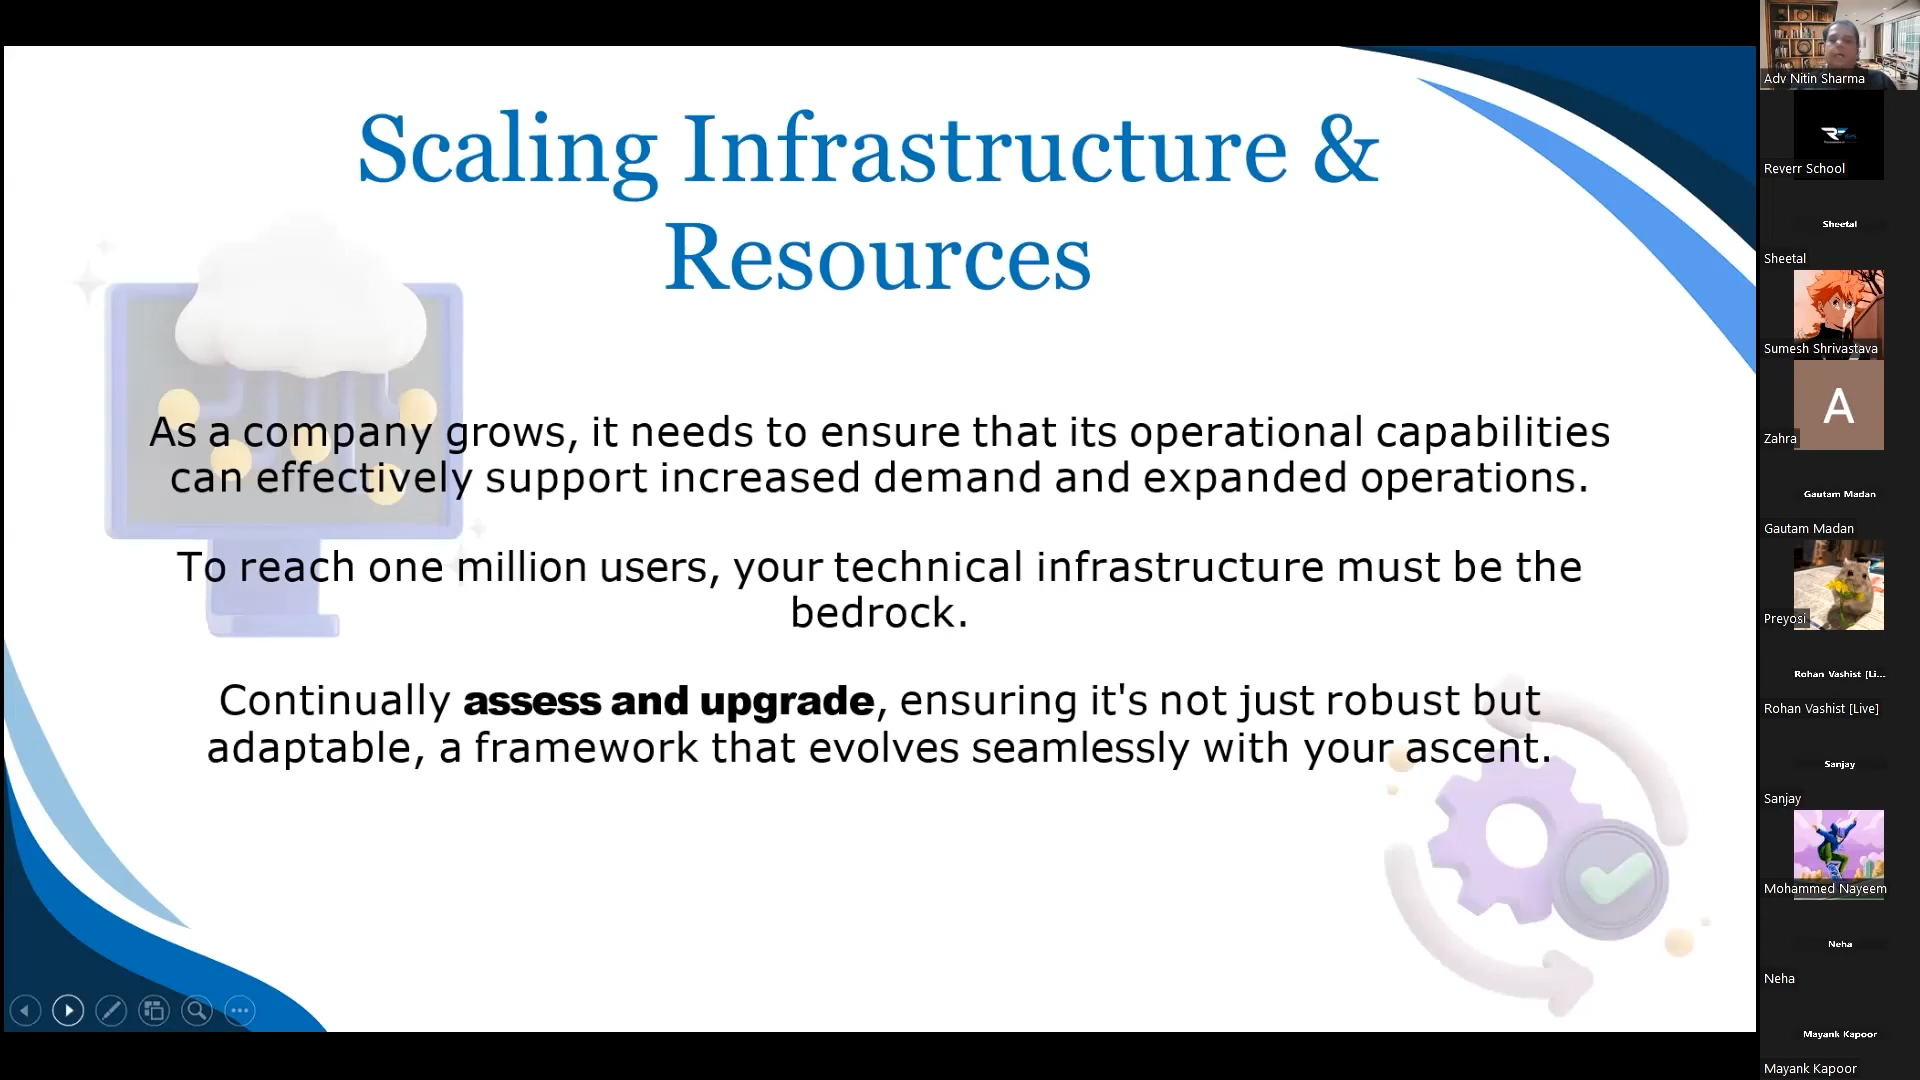 Scaling Infrastructure &
Resources
As a company grows, it needs to ensure that its operational capabilities
can effectively support increased demand and expanded operations.
To reach one million users, your technical infrastructure must be the
bedrock.
Continually assess and upgrade, ensuring it's not just robust but
adaptable, a framework that evolves seamlessly with your ascent.
Adv Nitin Sharma
Reverr School
Sheetal
Sheetal
Sumesh Shrivastava
A
Zahra
Gautam Madan
Gautam Madan
Preyosi
Rohan Vashist [Li...
Rohan Vashist [Live]
Sanjay
Sanjay
Mohammed Nayeem
Neha
Neha
Mayank Kapoor
Mayank Kapoor